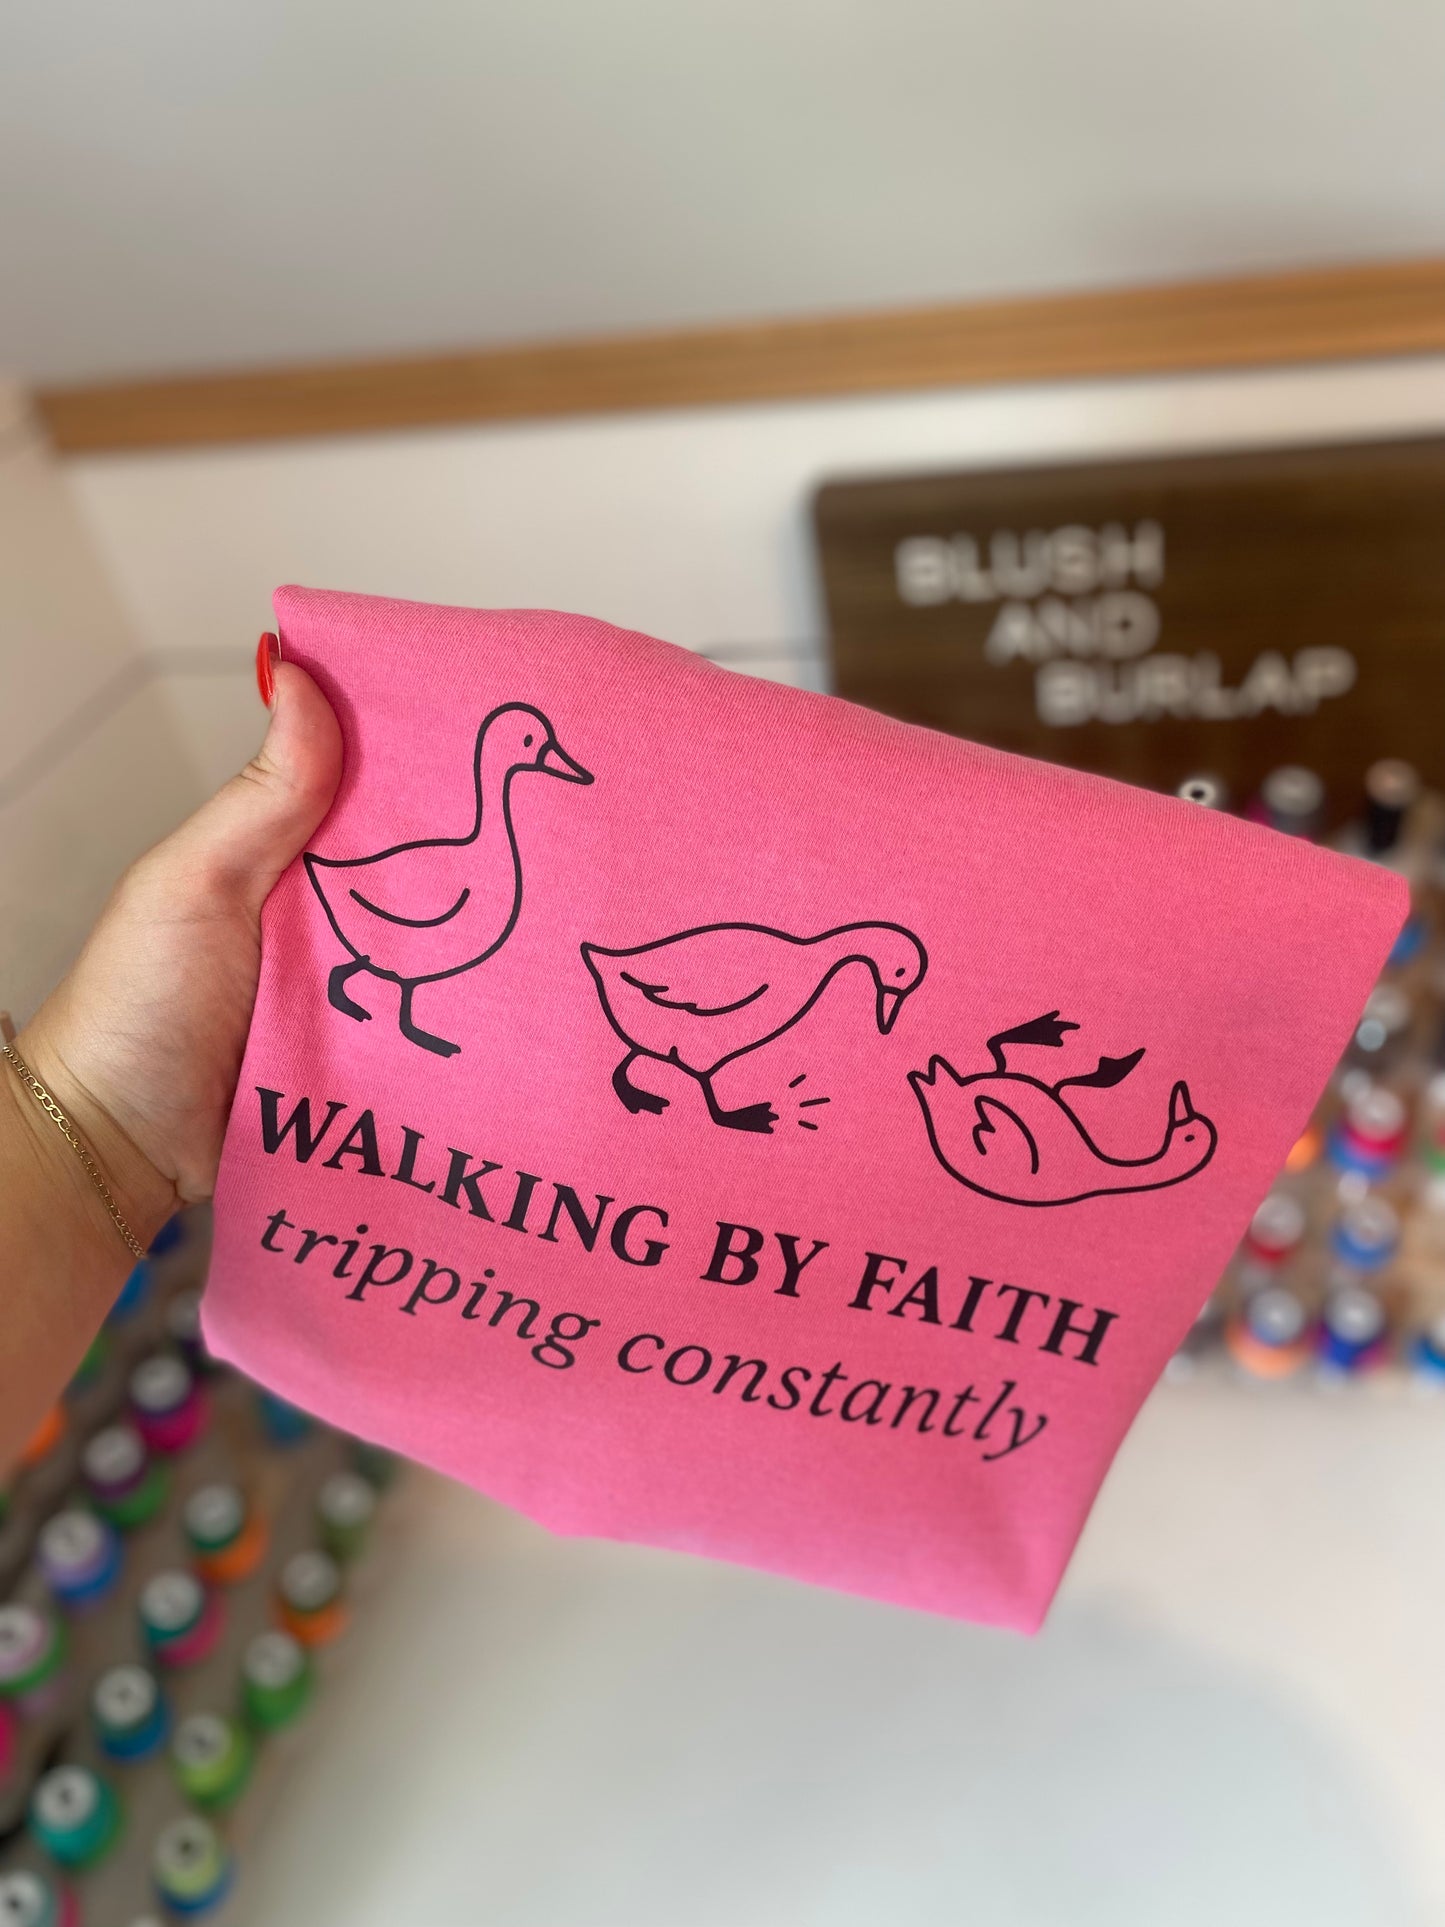 BLUSH
AND
BURLAP
WALKING BY FAITH
tripping constantly